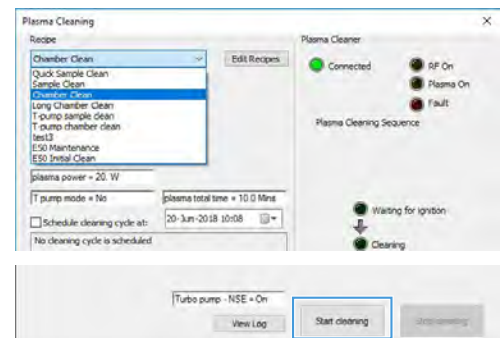 Plasma Cleaning
Recipe
Chamber Clean
Edit Recipes
Quick Sample Clean
Sample Clean
Chamber Clean
Long Chamber Clean
T-pump sample clean
T-pump chamber clean
test3
E50 Maintenance
E50 Initial Clean
plasma power = 20. W
T pump mode = No
plasma total time = 10.0 Mins
Schedule cleaning cycle at:
20-Jun-2018 10:08
No cleaning cycle is scheduled
Plasma Cleaner
Connected
RF On
Plasma On
Fault
Plasma Cleaning Sequence
Waiting for ignition
Cleaning
Turbo pump - NSE = On
View Log
Start cleaning
Stop cleaning